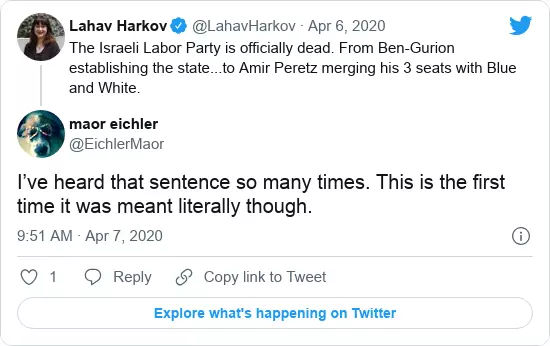 Lahav Harkov @LahavHarkov · Apr 6, 2020
The Israeli Labor Party is officially dead. From Ben-Gurion
establishing the state...to Amir Peretz merging his 3 seats with Blue
and White.
maor eichler
@EichlerMaor
I’ve heard that sentence so many times. This is the first
time it was meant literally though.
9:51 AM · Apr 7, 2020
1 Reply Copy link to Tweet
Explore what's happening on Twitter